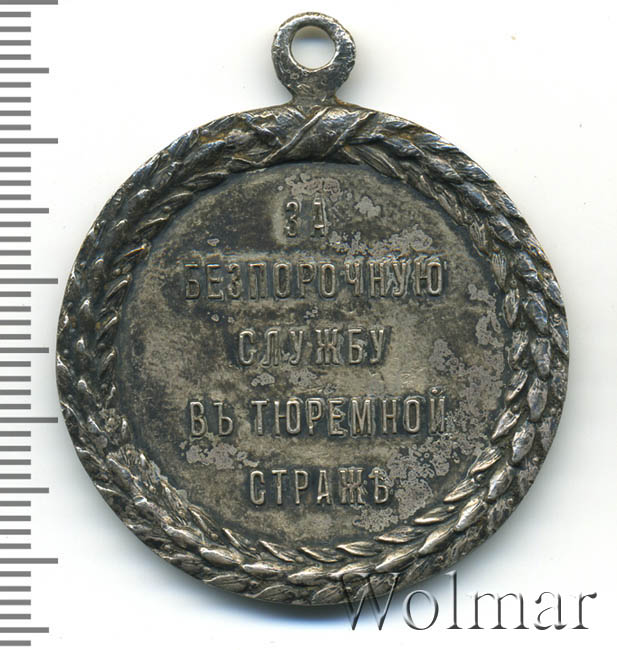 ЗА
БЕЗПОРОЧНУЮ
СЛУЖБУ
ВЪ ТЮРЕМНОЙ
СТРАЖѢ
Wolmar